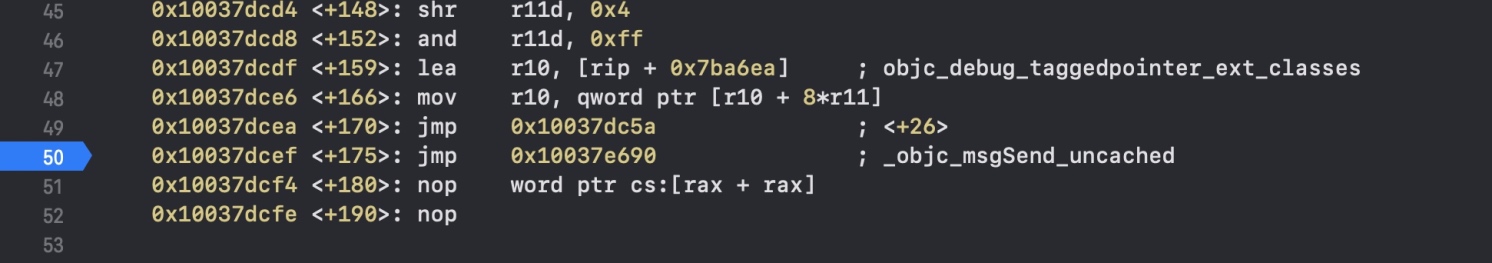 45 0x10037dcd4 <+148>: shr r11d, 0x4
46 0x10037dcd8 <+152>: and r11d, 0xff
47 0x10037dcdf <+159>: lea r10, [rip + 0x7ba6ea] ; objc_debug_taggedpointer_ext_classes
48 0x10037dce6 <+166>: mov r10, qword ptr [r10 + 8*r11]
49 0x10037dcea <+170>: jmp 0x10037dc5a ; <+26>
50 0x10037dcef <+175>: jmp 0x10037e690 ; _objc_msgSend_uncached
51 0x10037dcf4 <+180>: nop word ptr cs:[rax + rax]
52 0x10037dcfe <+190>: nop
53